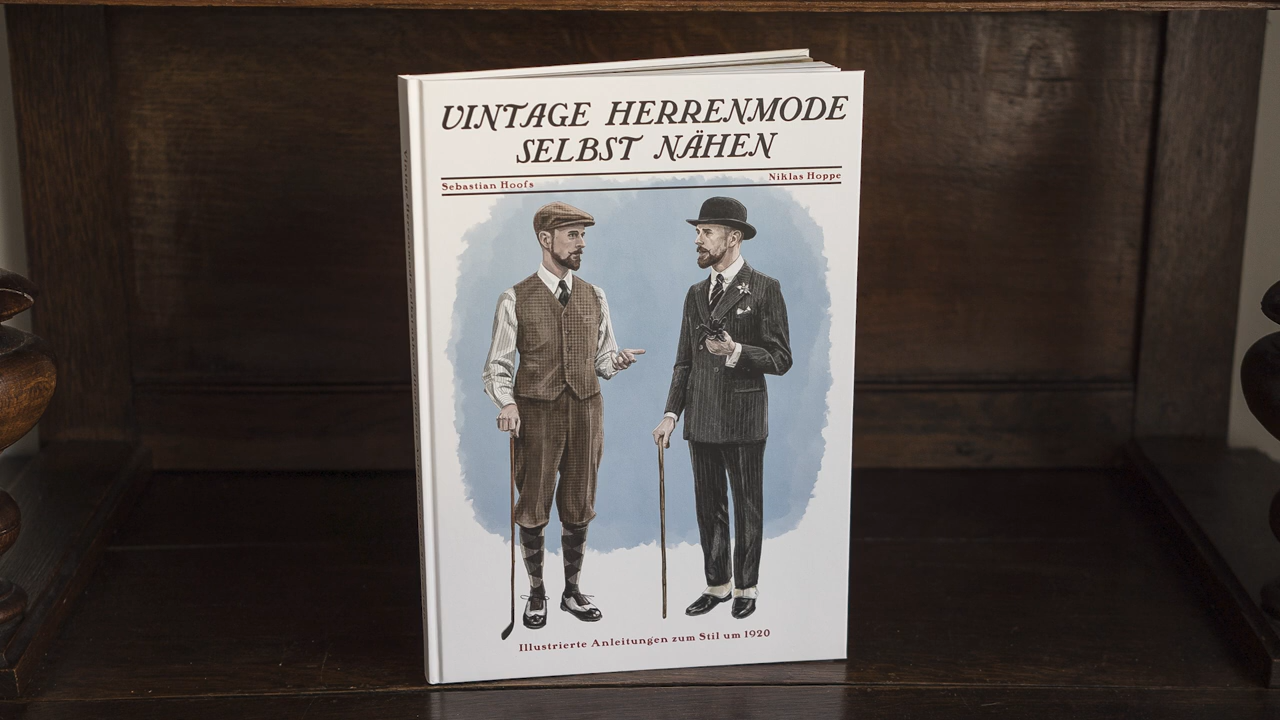 VINTAGE HERRENMODE
SELBST NÄHEN
Sebastian Hoofs
Niklas Hoppe
Illustrierte Anleitungen zum Stil um 1920